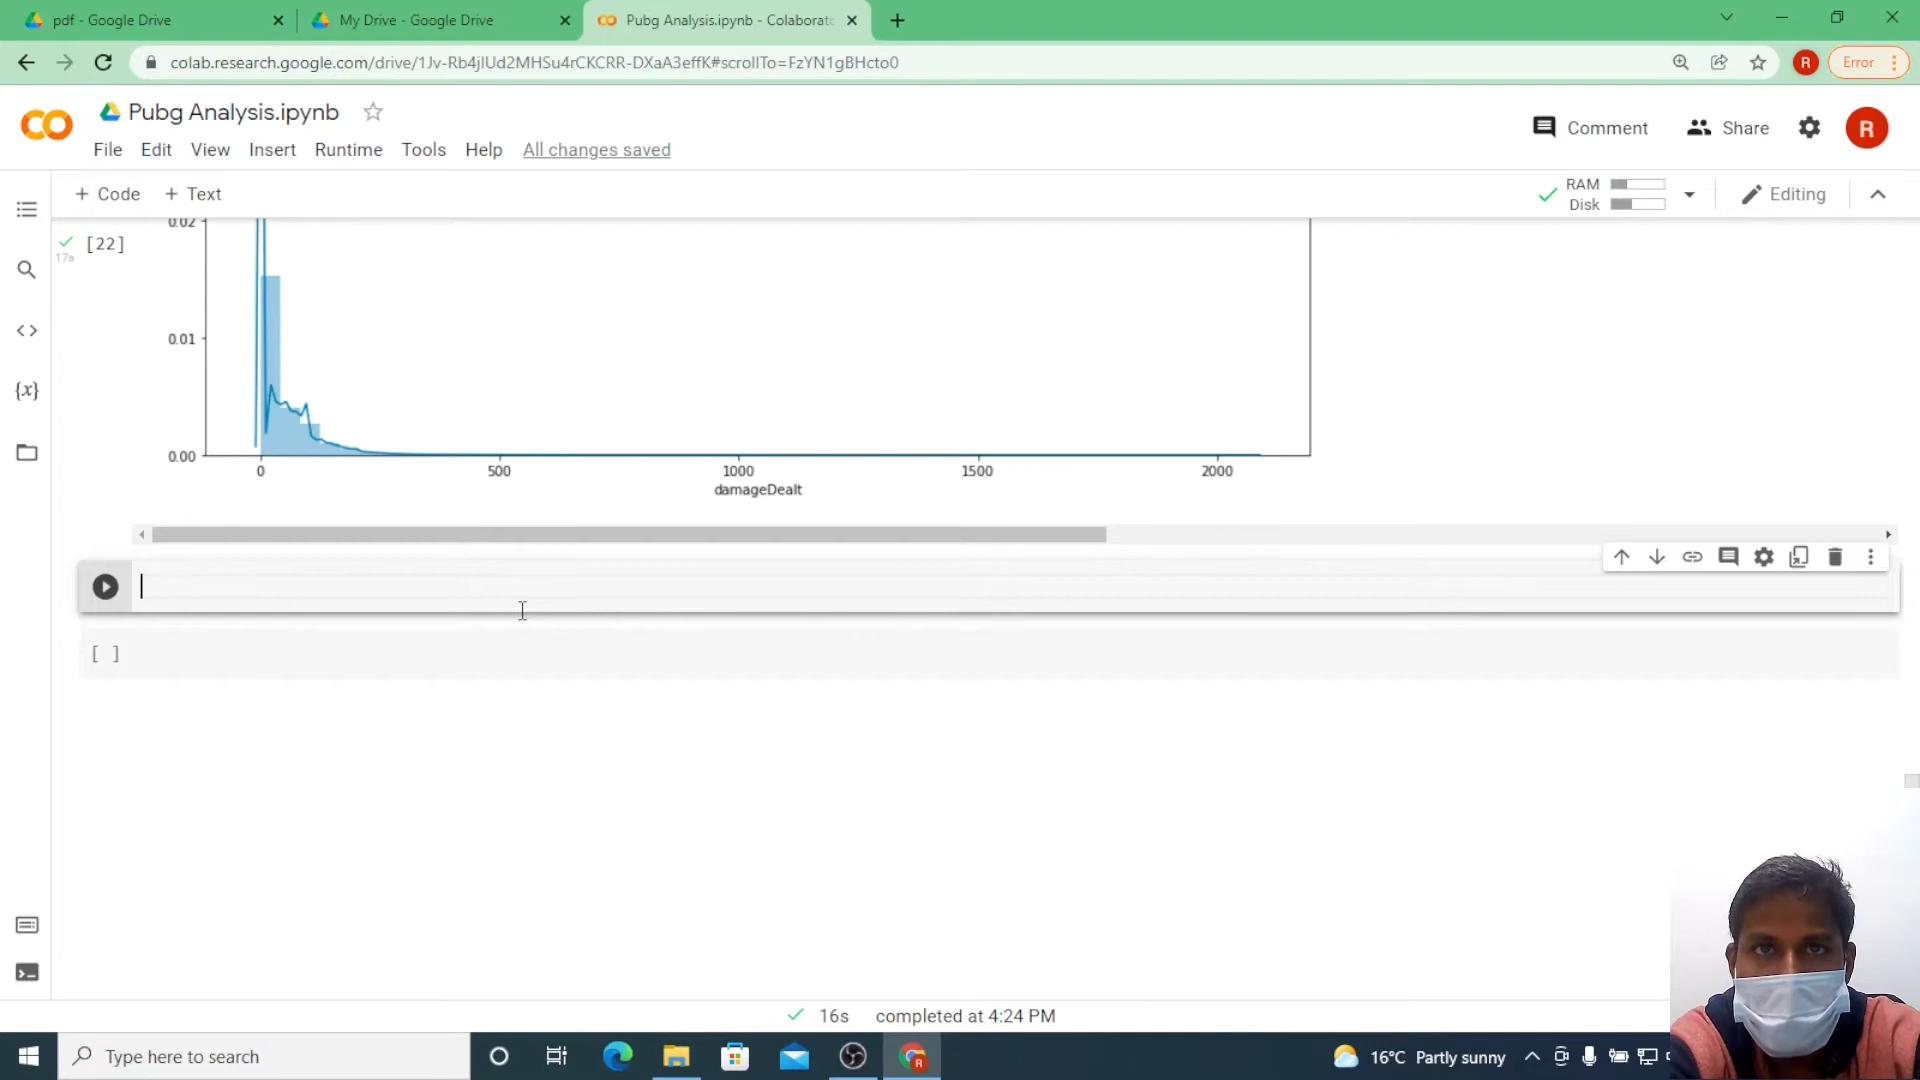 pdf - Google Drive
My Drive - Google Drive
Pubg Analysis.ipynb - Colaborato
colab.research.google.com/drive/1Jv-Rb4jlUd2MHSu4rCKCRR-DXaA3effK#scrollTo=FzYN1gBHcto0
R
Error
Pubg Analysis.ipynb
File Edit View Insert Runtime Tools Help All changes saved
Comment
Share
R
+ Code + Text
RAM
Disk
Editing
[22]
17s
0.02
0.01
0.00
0 500 1000 1500 2000
damageDealt
[ ]
16s completed at 4:24 PM
Type here to search
16°C Partly sunny